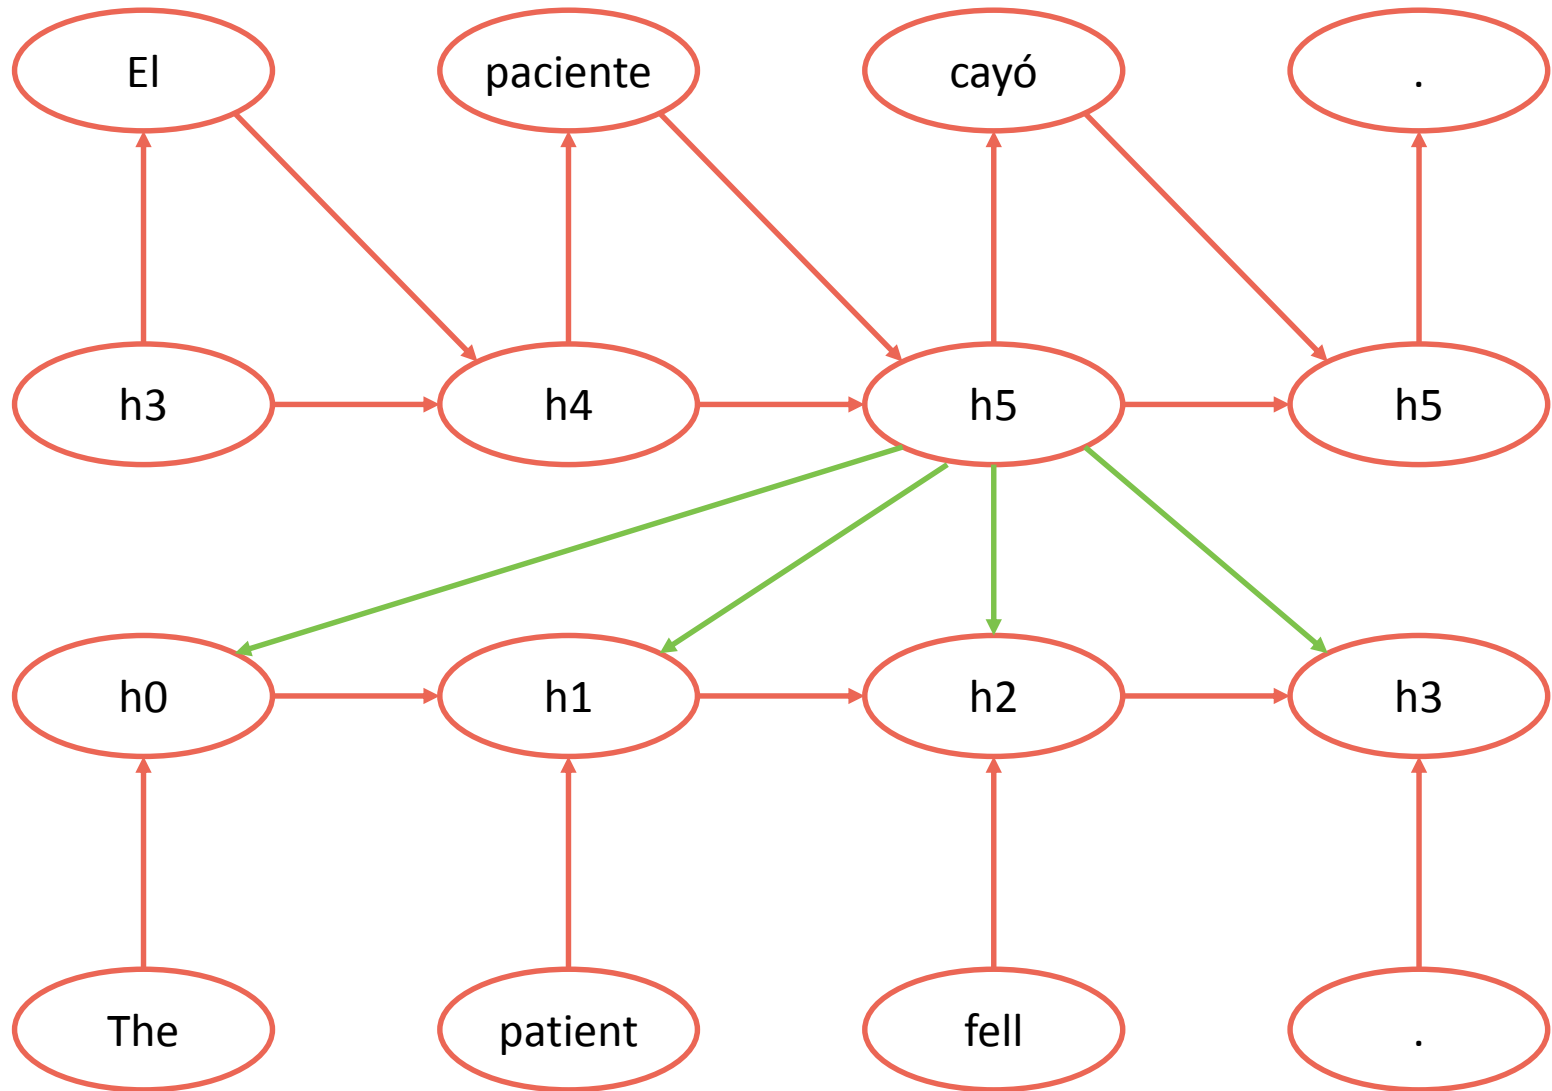 El paciente cayó .
h3 h4 h5 h5
h0 h1 h2 h3
The patient fell .